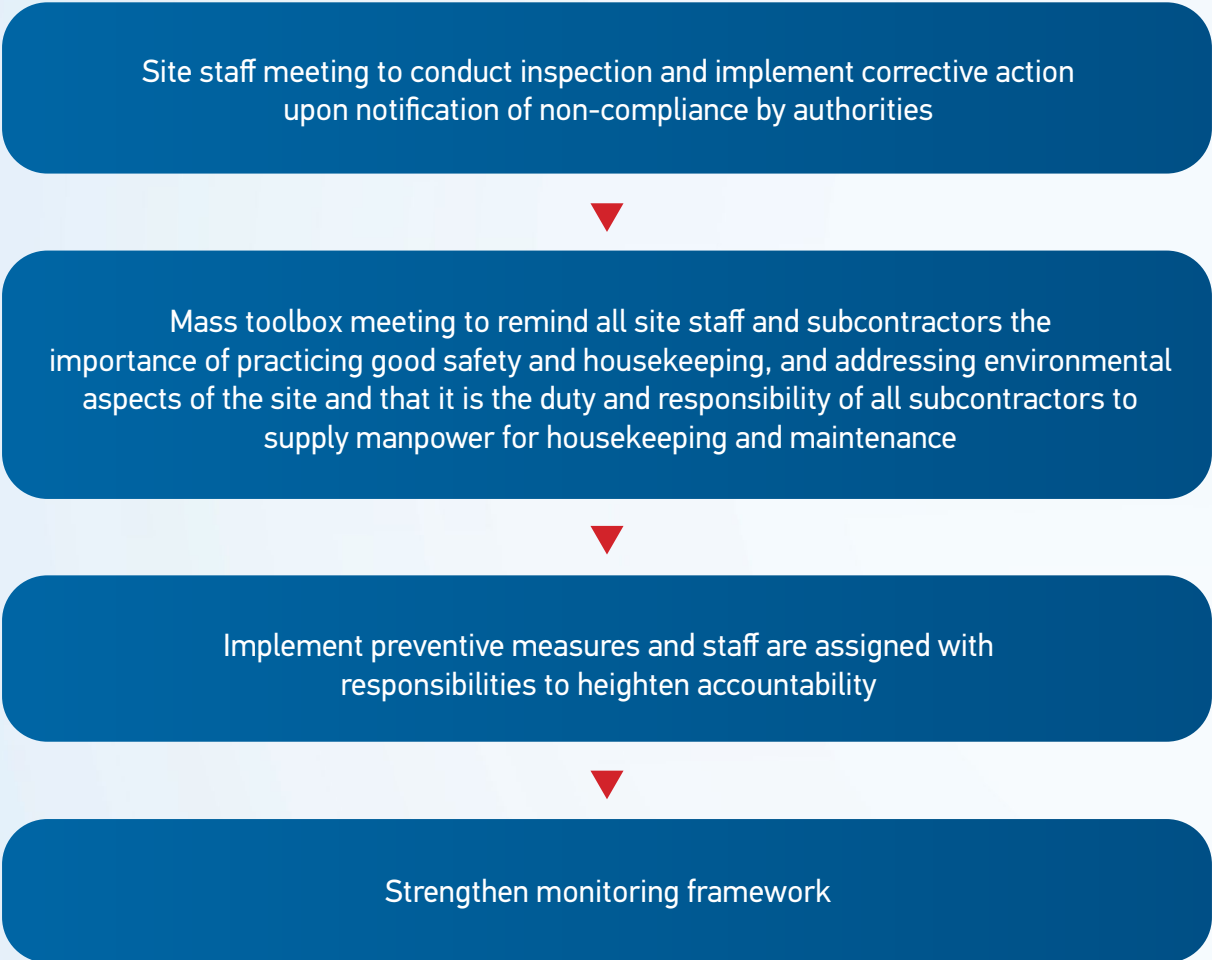 Site staff meeting to conduct inspection and implement corrective action
upon notification of non-compliance by authorities
Mass toolbox meeting to remind all site staff and subcontractors the
importance of practicing good safety and housekeeping, and addressing environmental
aspects of the site and that it is the duty and responsibility of all subcontractors to
supply manpower for housekeeping and maintenance
Implement preventive measures and staff are assigned with
responsibilities to heighten accountability
Strengthen monitoring framework